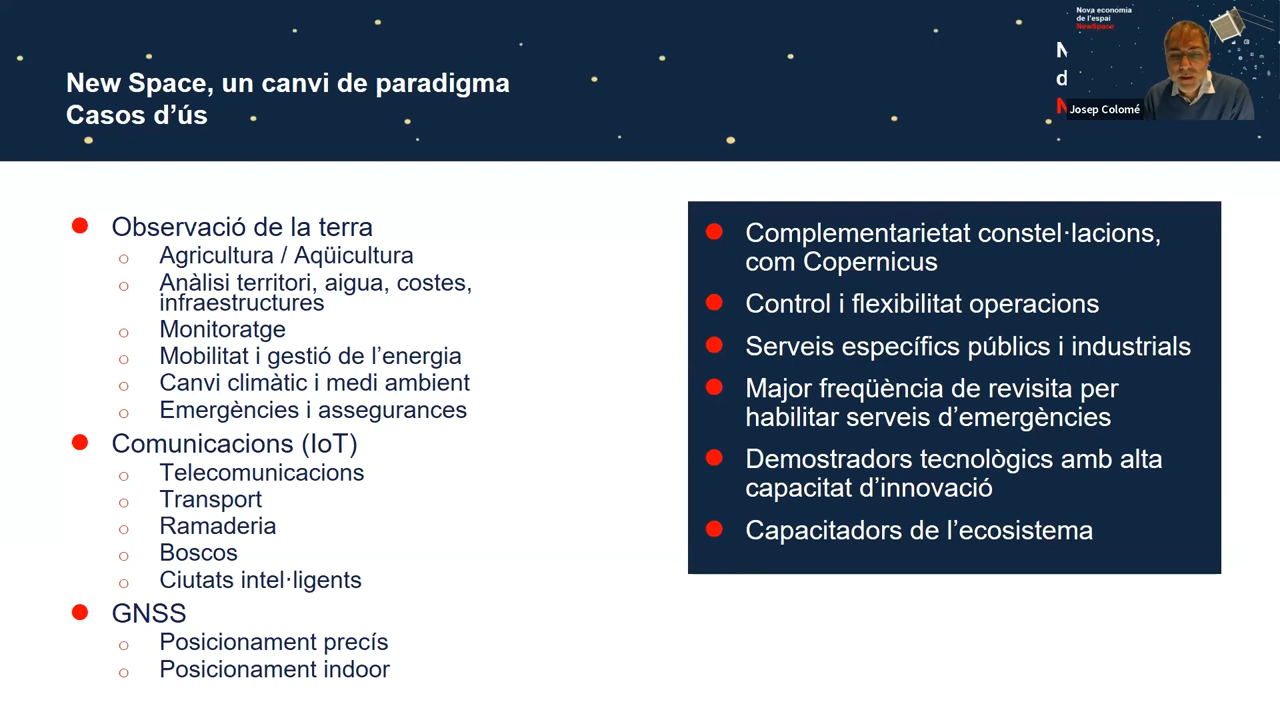 New Space, un canvi de paradigma
Casos d’ús
Nova economia
de l’espai
NewSpace
N
d
N
Josep Colomé
Observació de la terra
Agricultura / Aqüicultura
Anàlisi territori, aigua, costes,
infraestructures
Monitoratge
Mobilitat i gestió de l’energia
Canvi climàtic i medi ambient
Emergències i assegurances
Comunicacions (IoT)
Telecomunicacions
Transport
Ramaderia
Boscos
Ciutats intel·ligents
GNSS
Posicionament precís
Posicionament indoor
Complementarietat constel·lacions,
com Copernicus
Control i flexibilitat operacions
Serveis específics públics i industrials
Major freqüència de revisita per
habilitar serveis d’emergències
Demostradors tecnològics amb alta
capacitat d’innovació
Capacitadors de l’ecosistema